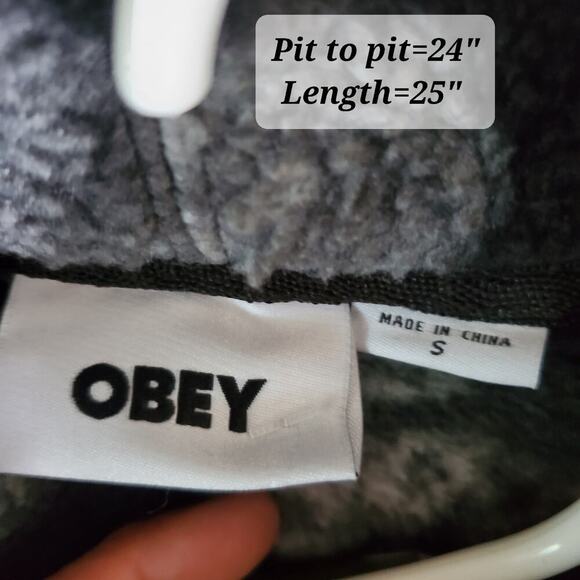 Pit to pit=24"
Length=25"
MADE IN CHINA
S
OBEY